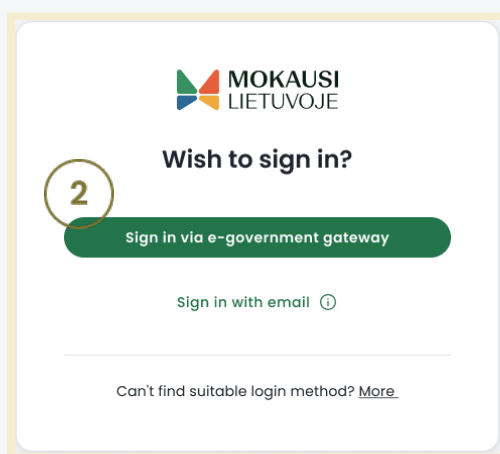 MOKAUSI
LIETUVOJE
Wish to sign in?
2
Sign in via e-government gateway
Sign in with email
Can't find suitable login method? More